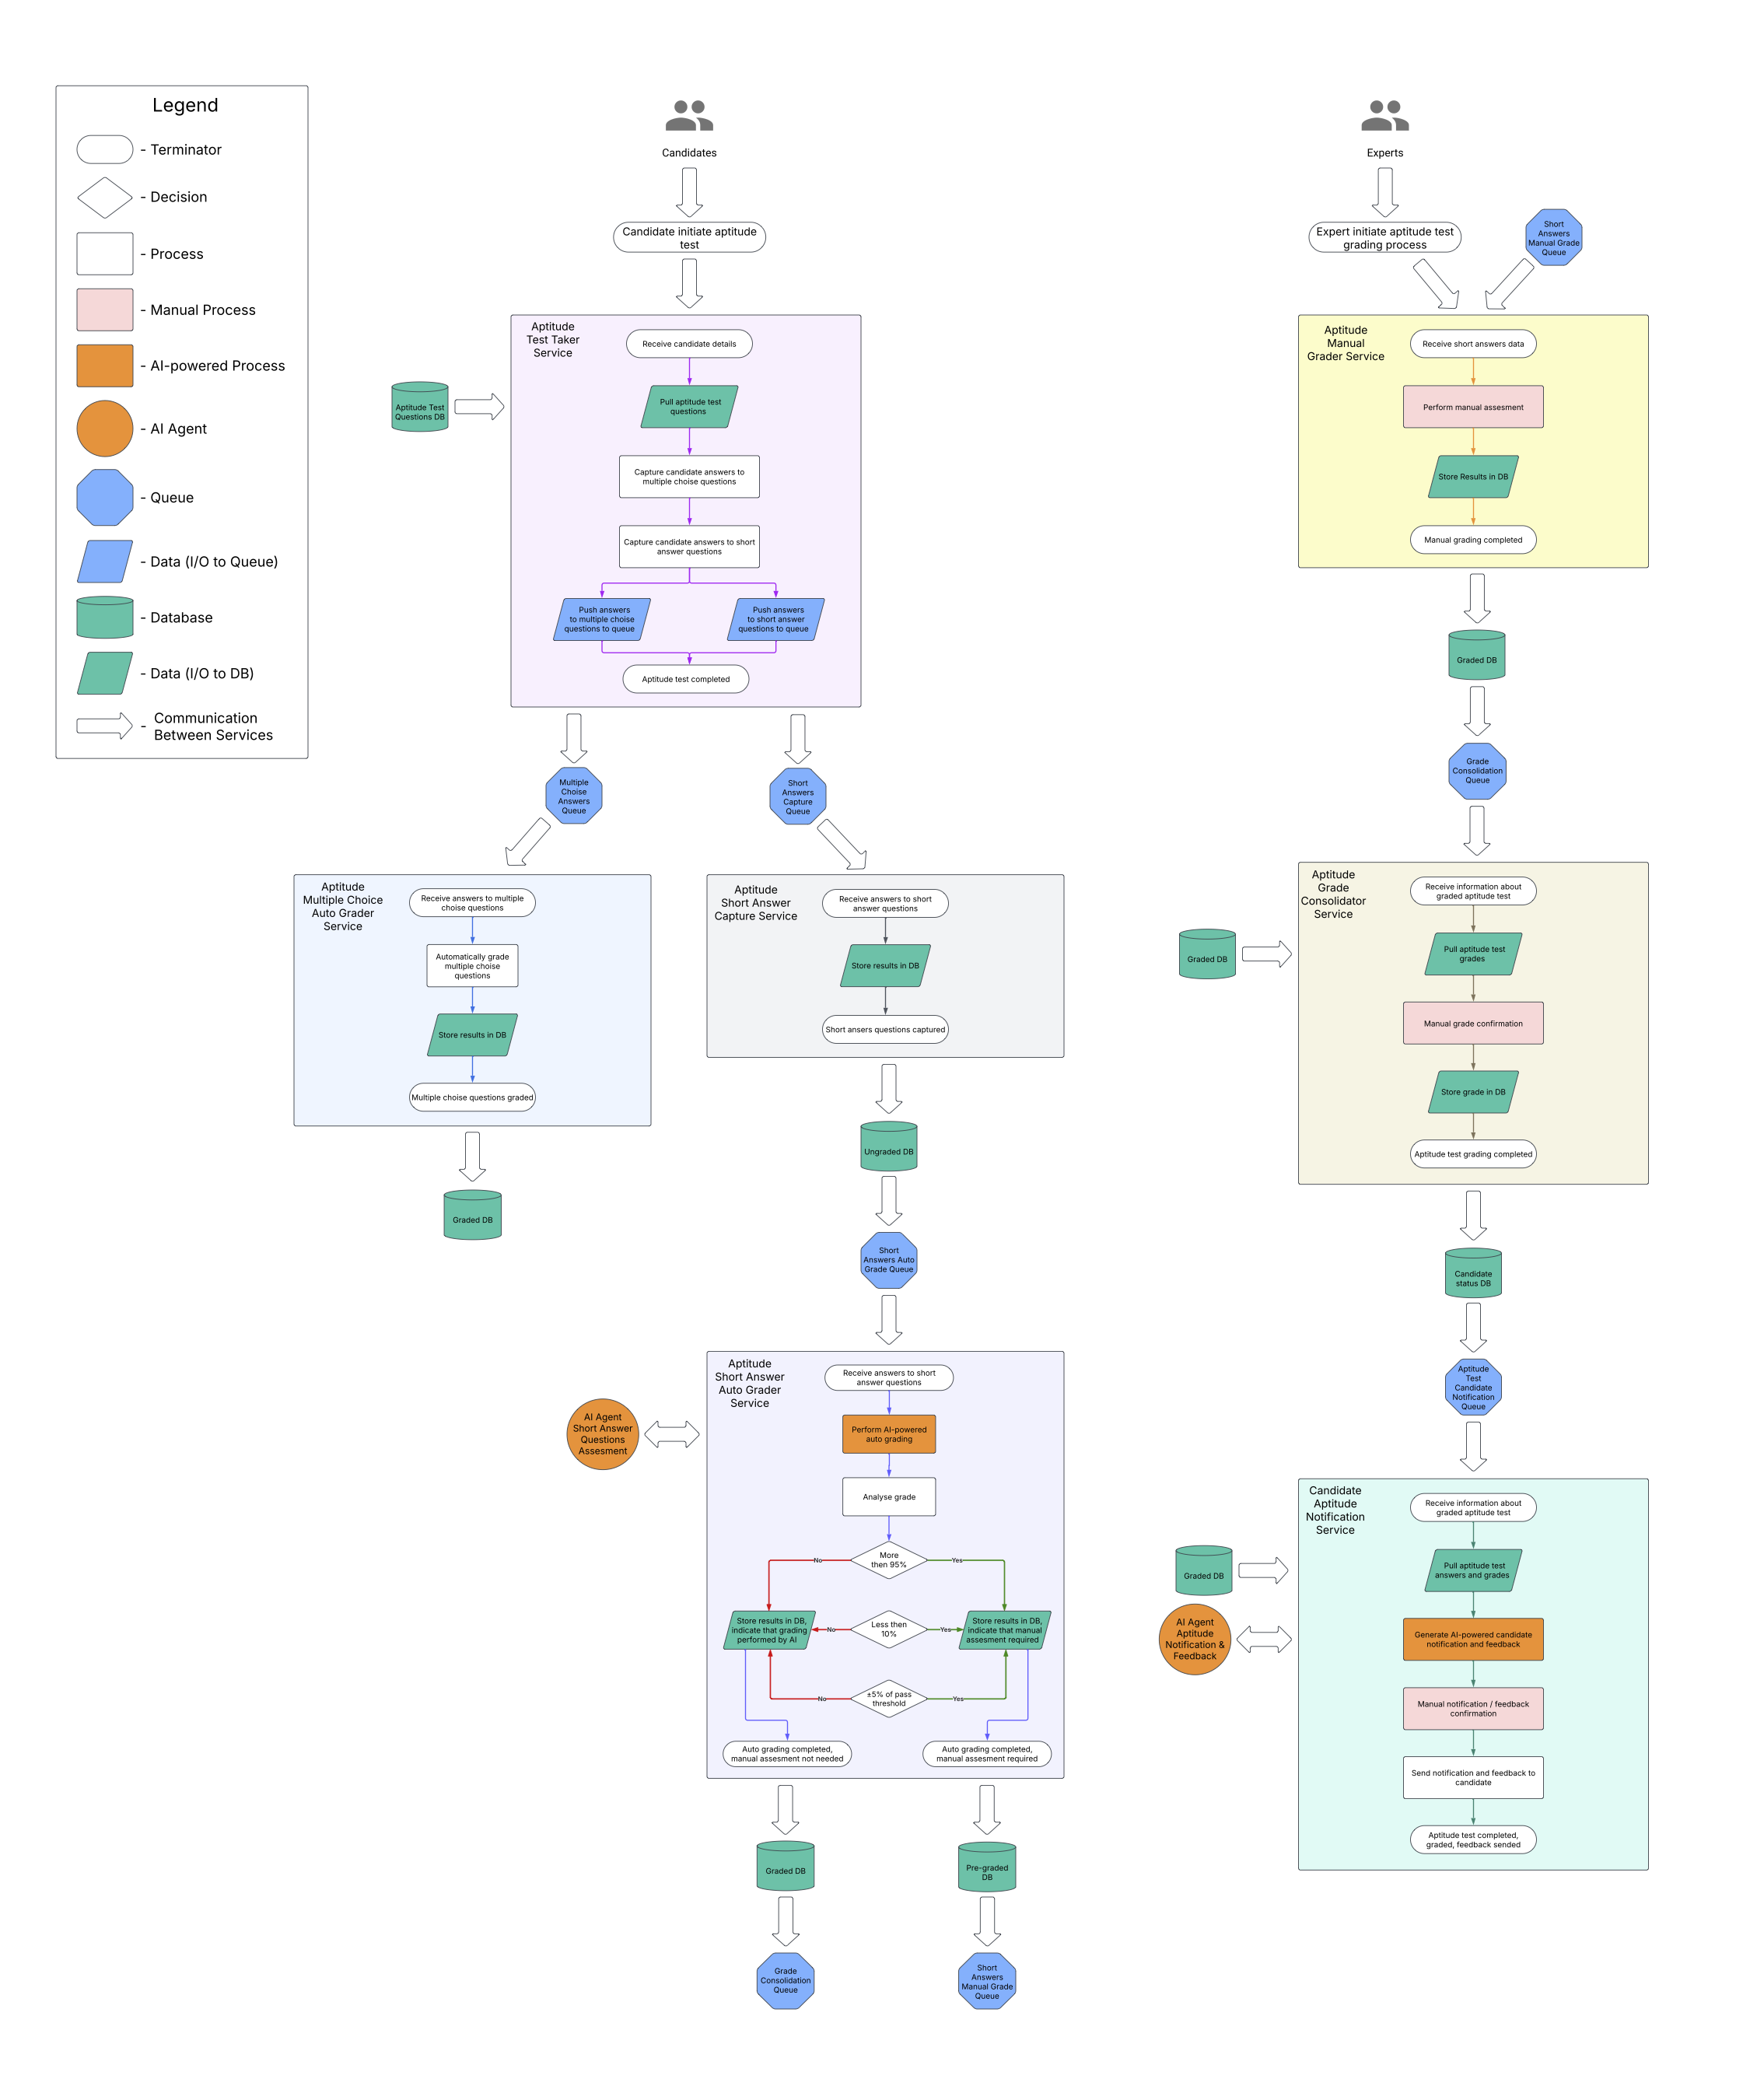 Legend
- Terminator
- Decision
- Process
- Manual Process
- AI-powered Process
- AI Agent
- Queue
- Data (I/O to Queue)
- Database
- Data (I/O to DB)
- Communication
Between Services
Candidates
Candidate initiate aptitude
test
Aptitude
Test Taker
Service
Receive candidate details
Aptitude Test
Questions DB
Pull aptitude test
questions
Capture candidate answers to
multiple choise questions
Capture candidate answers to short
answer questions
Push answers
to multiple choise
questions to queue
Push answers
to short answer
questions to queue
Aptitude test completed
Multiple
Choise
Answers
Queue
Short
Answers
Capture
Queue
Aptitude
Multiple Choice
Auto Grader
Service
Receive answers to multiple
choise questions
Automatically grade
multiple choise
questions
Store results in DB
Multiple choise questions graded
Graded DB
Aptitude
Short Answer
Capture Service
Receive answers to short
answer questions
Store results in DB
Short ansers questions captured
Ungraded DB
Short
Answers Auto
Grade Queue
Aptitude
Short Answer
Auto Grader
Service
Receive answers to short
answer questions
AI Agent
Short Answer
Questions
Assesment
Perform AI-powered
auto grading
Analyse grade
More
then 95%
No
Yes
Store results in DB,
indicate that grading
performed by AI
Less then
10%
No
Yes
Store results in DB,
indicate that manual
assesment required
±5% of pass
threshold
No
Yes
Auto grading completed,
manual assesment not needed
Auto grading completed,
manual assesment required
Graded DB
Pre-graded
DB
Grade
Consolidation
Queue
Short
Answers
Manual Grade
Queue
Experts
Expert initiate aptitude test
grading process
Short
Answers
Manual Grade
Queue
Aptitude
Manual
Grader Service
Receive short answers data
Perform manual assesment
Store Results in DB
Manual grading completed
Graded DB
Grade
Consolidation
Queue
Aptitude
Grade
Consolidator
Service
Receive information about
graded aptitude test
Graded DB
Pull aptitude test
grades
Manual grade confirmation
Store grade in DB
Aptitude test grading completed
Candidate
status DB
Aptitude
Test
Candidate
Notification
Queue
Candidate
Aptitude
Notification
Service
Receive information about
graded aptitude test
Graded DB
Pull aptitude test
answers and grades
AI Agent
Aptitude
Notification &
Feedback
Generate AI-powered candidate
notification and feedback
Manual notification / feedback
confirmation
Send notification and feedback to
candidate
Aptitude test completed,
graded, feedback sended